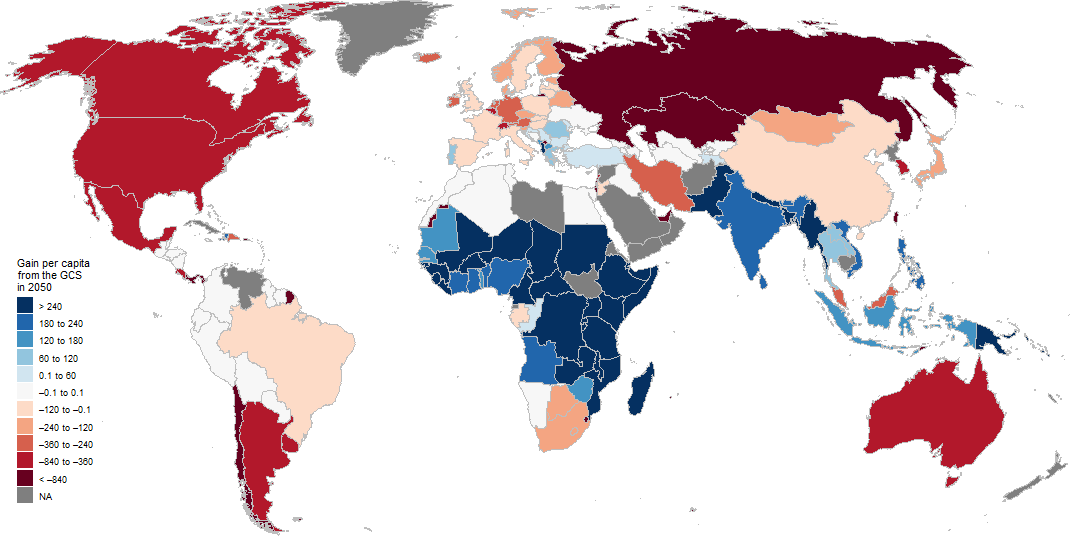 Gain per capita
from the GCS
in 2050
> 240
180 to 240
120 to 180
60 to 120
0.1 to 60
–0.1 to 0.1
–120 to –0.1
–240 to –120
–360 to –240
–840 to –360
< –840
NA